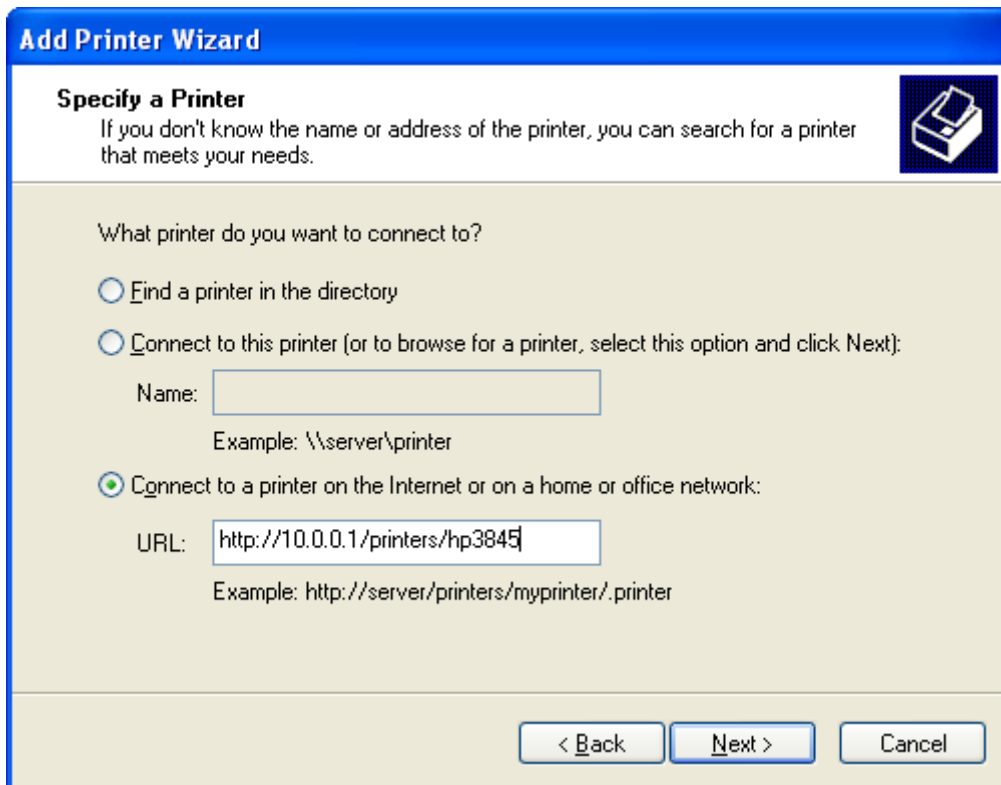 Add Printer Wizard
Specify a Printer
If you don't know the name or address of the printer, you can search for a printer
that meets your needs.
What printer do you want to connect to?
Find a printer in the directory
Connect to this printer (or to browse for a printer, select this option and click Next):
Name:
Example: \\server\printer
Connect to a printer on the Internet or on a home or office network:
URL: http://10.0.0.1/printers/hp3845
Example: http://server/printers/myprinter/.printer
< Back Next > Cancel